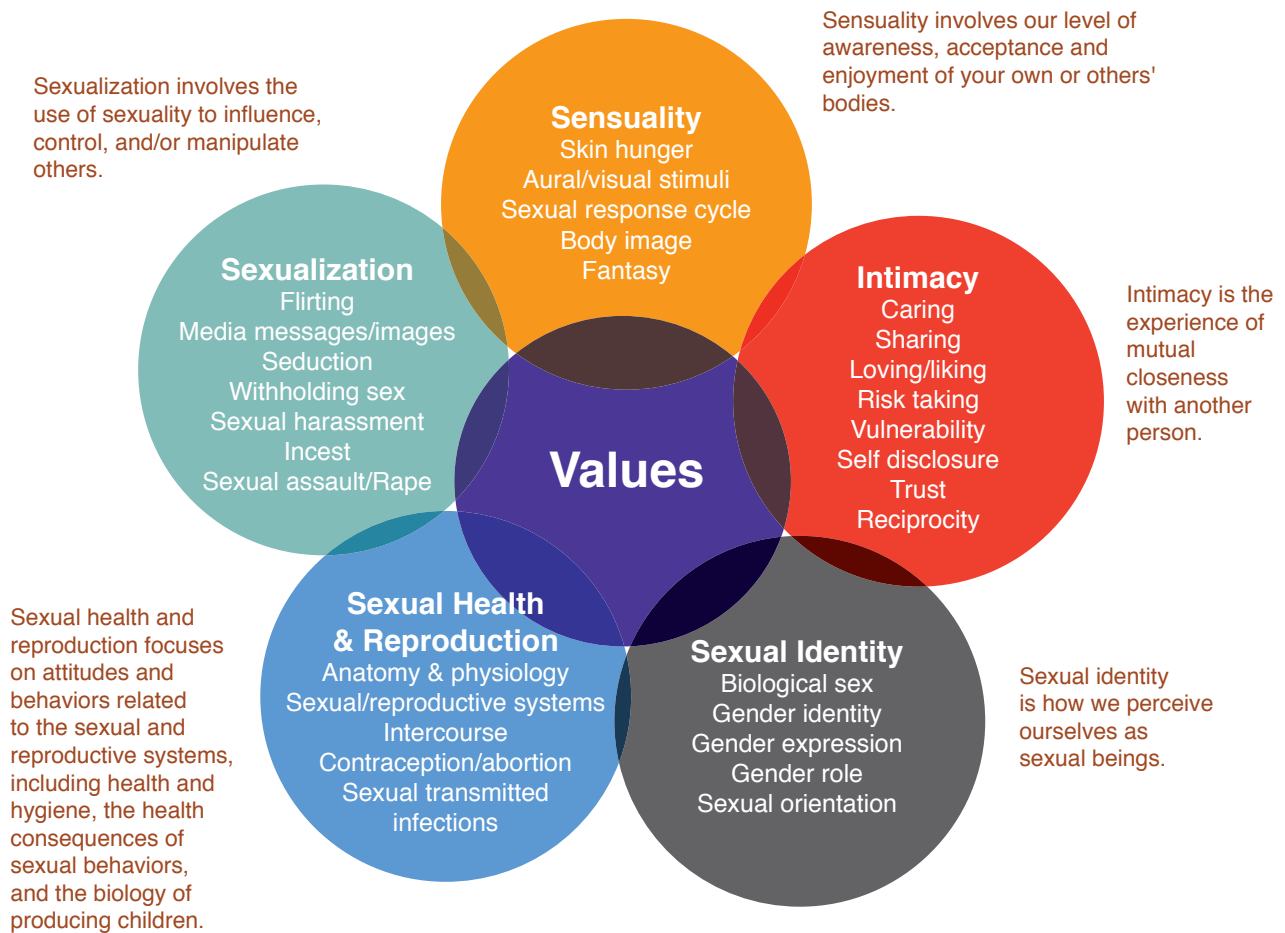 Sensuality involves our level of
awareness, acceptance and
enjoyment of your own or others'
bodies.
Sexualization involves the
use of sexuality to influence,
control, and/or manipulate
others.
Sensuality
Skin hunger
Aural/visual stimuli
Sexual response cycle
Body image
Fantasy
Sexualization
Flirting
Media messages/images
Seduction
Withholding sex
Sexual harassment
Incest
Sexual assault/Rape
Intimacy
Caring
Sharing
Loving/liking
Risk taking
Vulnerability
Self disclosure
Trust
Reciprocity
Intimacy is the
experience of
mutual
closeness
with another
person.
Values
Sexual health and
reproduction focuses
on attitudes and
behaviors related
to the sexual and
reproductive systems,
including health and
hygiene, the health
consequences of
sexual behaviors,
and the biology of
producing children.
Sexual Health
& Reproduction
Anatomy & physiology
Sexual/reproductive systems
Intercourse
Contraception/abortion
Sexual transmitted
infections
Sexual Identity
Biological sex
Gender identity
Gender expression
Gender role
Sexual orientation
Sexual identity
is how we perceive
ourselves as
sexual beings.